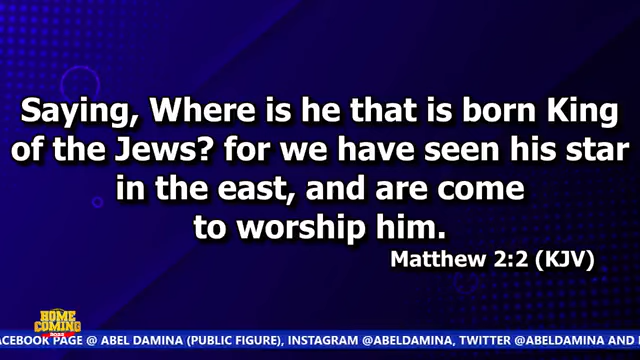 Saying, Where is he that is born King
of the Jews? for we have seen his star
in the east, and are come
to worship him.
Matthew 2:2 (KJV)
HOME
COMING
2022
ACEBOOK PAGE @ ABEL DAMINA (PUBLIC FIGURE), INSTAGRAM @ABELDAMINA, TWITTER @ABELDAMINA AND